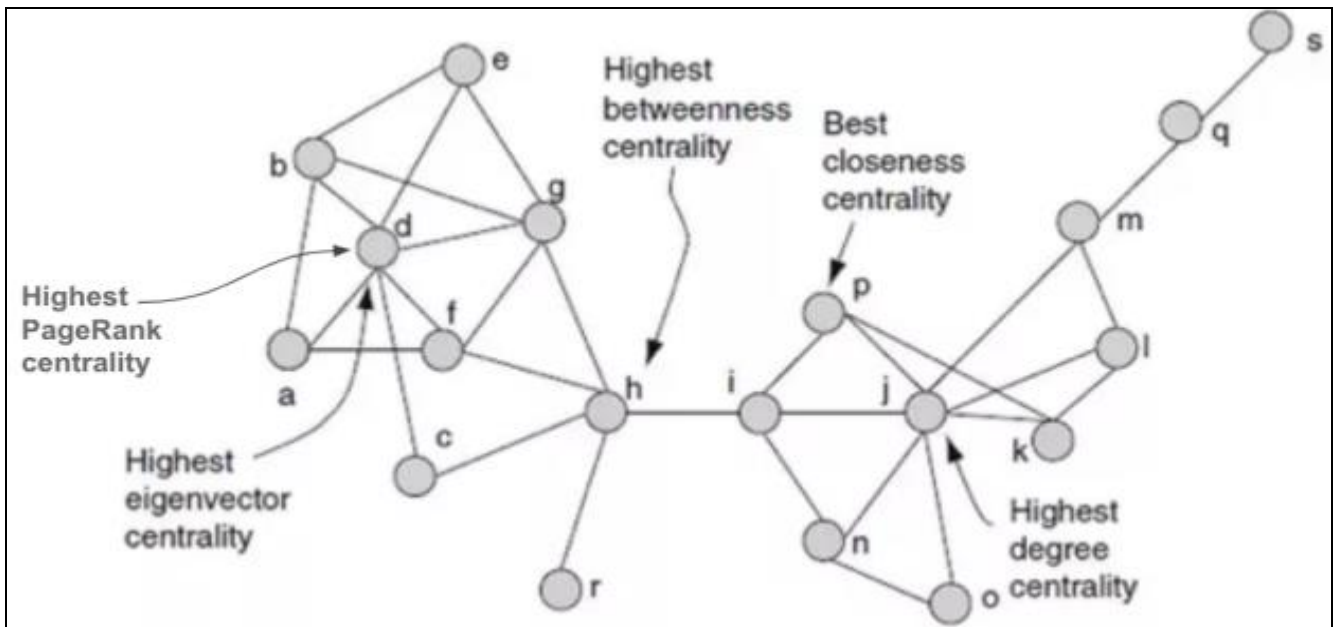 s
e
Highest
betweenness
centrality
Best
closeness
centrality
q
b
g
d
m
Highest
PageRank
centrality
p
f
l
a
h
i
j
c
k
Highest
eigenvector
centrality
Highest
degree
centrality
n
r
o